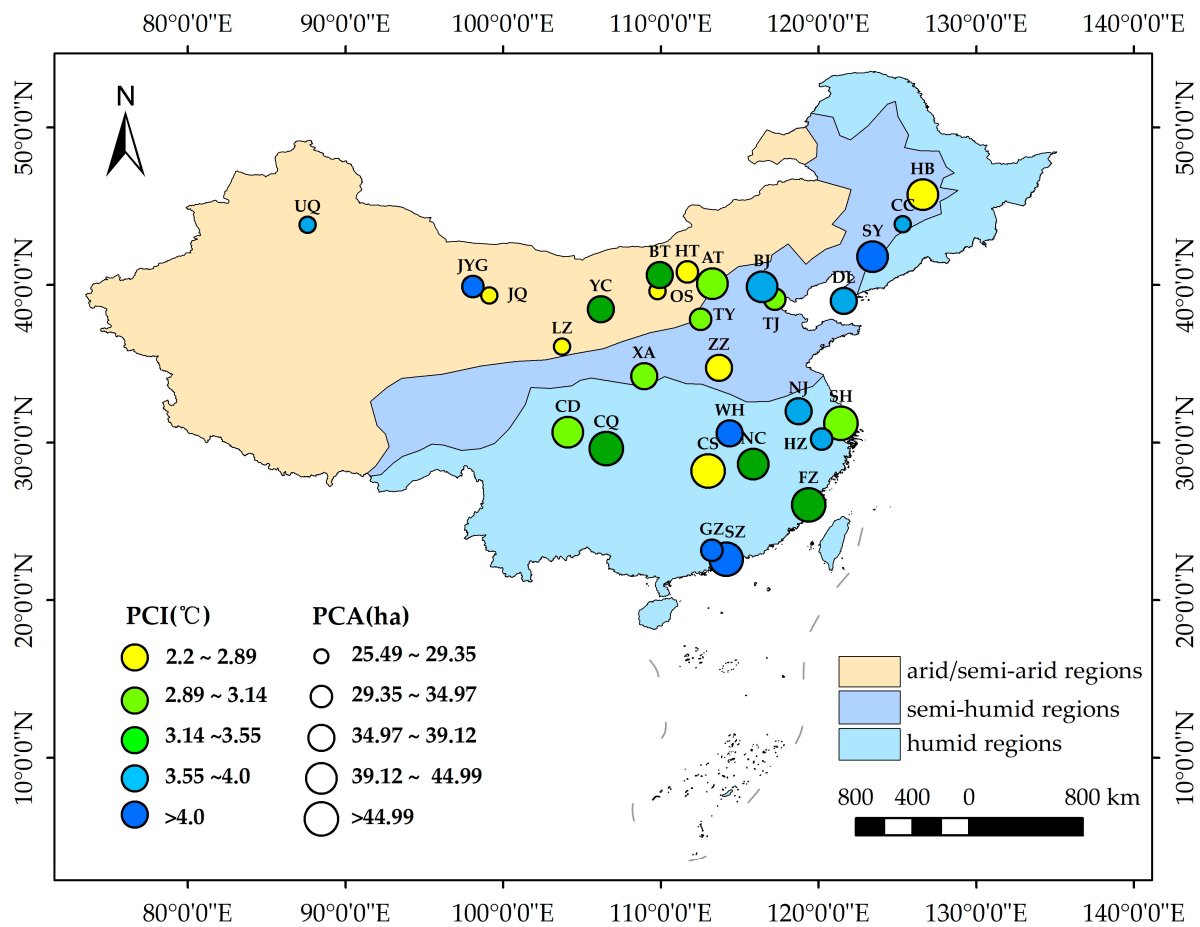 80°0'0"E 90°0'0"E 100°0'0"E 110°0'0"E 120°0'0"E 130°0'0"E 140°0'0"E
50°0'0"N
40°0'0"N
30°0'0"N
20°0'0"N
10°0'0"N
50°0'0"N
40°0'0"N
30°0'0"N
20°0'0"N
10°0'0"N
N
HB
UQ
CC
SY
BT HT AT BJ
JYG
DL
JQ
YC
OS
TY TJ
LZ
ZZ
XA
NJ SH
CD
CQ
WH
CS NC HZ
FZ
GZ SZ
PCI(℃)
2.2 ~ 2.89
2.89 ~ 3.14
3.14 ~3.55
3.55 ~4.0
>4.0
PCA(ha)
25.49 ~ 29.35
29.35 ~ 34.97
34.97 ~ 39.12
39.12 ~ 44.99
>44.99
arid/semi-arid regions
semi-humid regions
humid regions
800 400 0 800 km
80°0'0"E 90°0'0"E 100°0'0"E 110°0'0"E 120°0'0"E 130°0'0"E 140°0'0"E